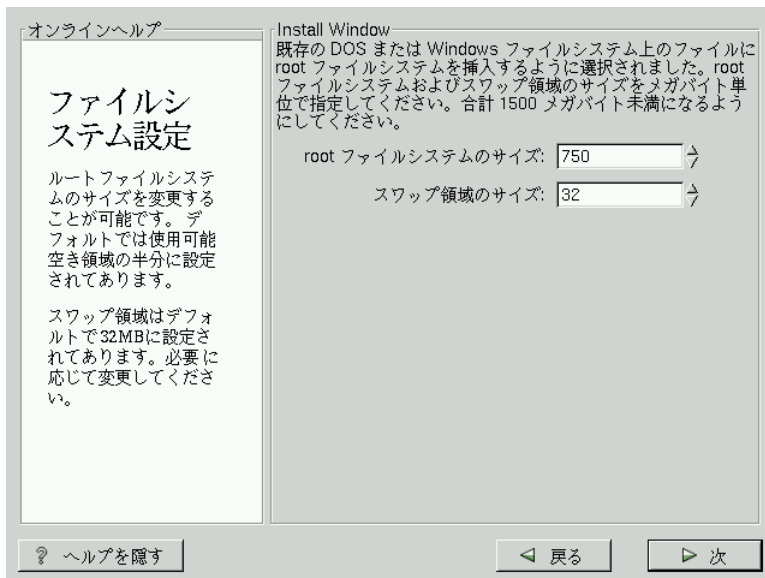 オンラインヘルプ
ファイルシ
ステム設定
ルートファイルシステ
ムのサイズを変更する
ことが可能です。 デ
フォルトでは使用可能
空き領域の半分に設定
されてあります。
スワップ領域はデフォ
ルトで32MBに設定さ
れてあります。必要に
応じて変更してくださ
い。
Install Window
既存の DOS または Windows ファイルシステム上のファイルに
root ファイルシステムを挿入するように選択されました。root
ファイルシステムおよびスワップ領域のサイズをメガバイト単
位で指定してください。合計 1500 メガバイト未満になるよう
にしてください。
root ファイルシステムのサイズ: 750
スワップ領域のサイズ: 32
? ヘルプを隠す
戻る
次